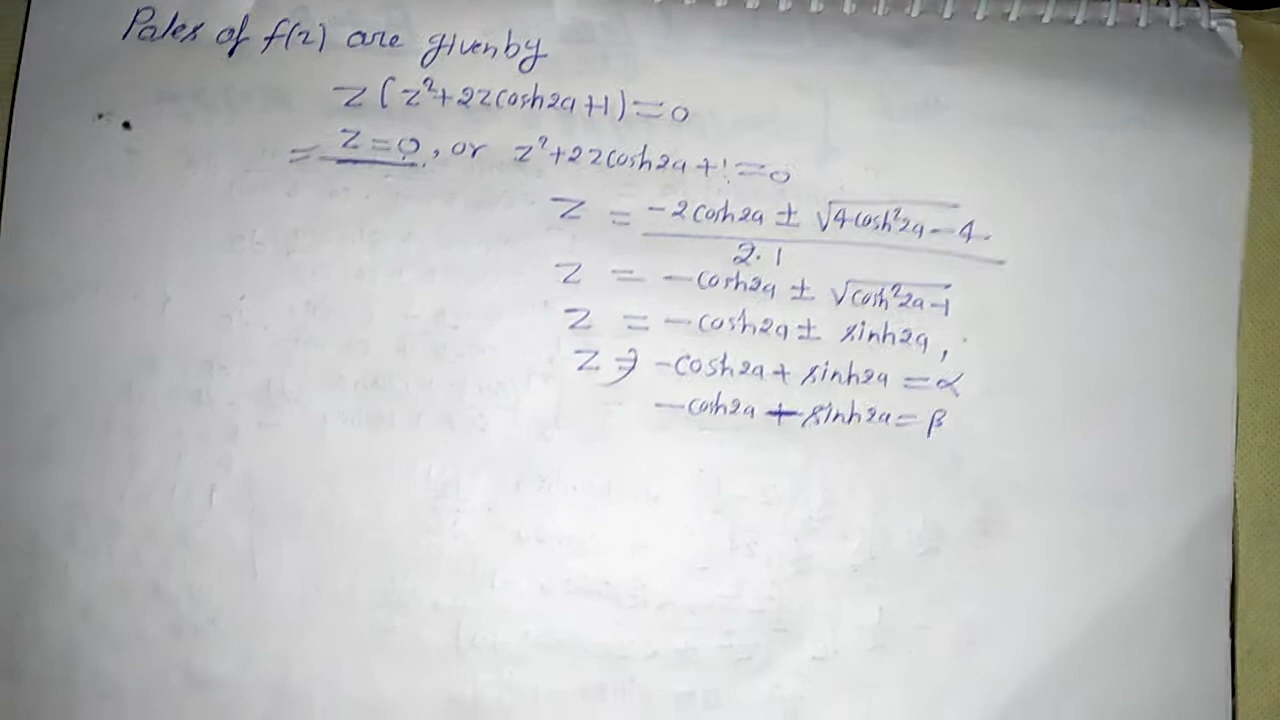 Poles of f(z) are given by
z(z²+2z cosh2a+1)=0
= z=0, or z²+2z cosh2a+1=0
z = -2cosh2a ± √4cosh²2a-4 / 2.1
z = -cosh2a ± √cosh²2a-1
z = -cosh2a ± sinh2a,
z ⇒ -cosh2a + sinh2a = α
-cosh2a - sinh2a = β